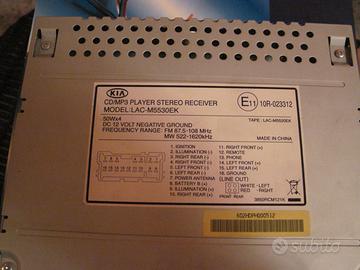 KIA
CD/MP3 PLAYER STEREO RECEIVER
MODEL:LAC-M5530EK
50Wx4
DC 12 VOLT NEGATIVE GROUND
FREQUENCY RANGE: FM 87.5-108 MHz
MW 522-1620kHz
E11 10R-023312
TAPE : LAC-M5530EK
1. IGNITION
2. ILLUMINATION (-)
3. REAR RIGHT (-)
4. FRONT RIGHT (-)
5. FRONT LEFT (-)
6. REAR LEFT (-)
7. POWER ANTENNA
8. BATTERY (+)
9. ILLUMINATION (+)
10. REAR RIGHT (+)
11. FRONT RIGHT (+)
12. REMOTE
13. PHONE
14. FRONT LEFT (+)
15. REAR LEFT (+)
16. GROUND
(LINE OUT)
WHITE - LEFT
RED - RIGHT
3850RCM121K
602HDPH000512
subito